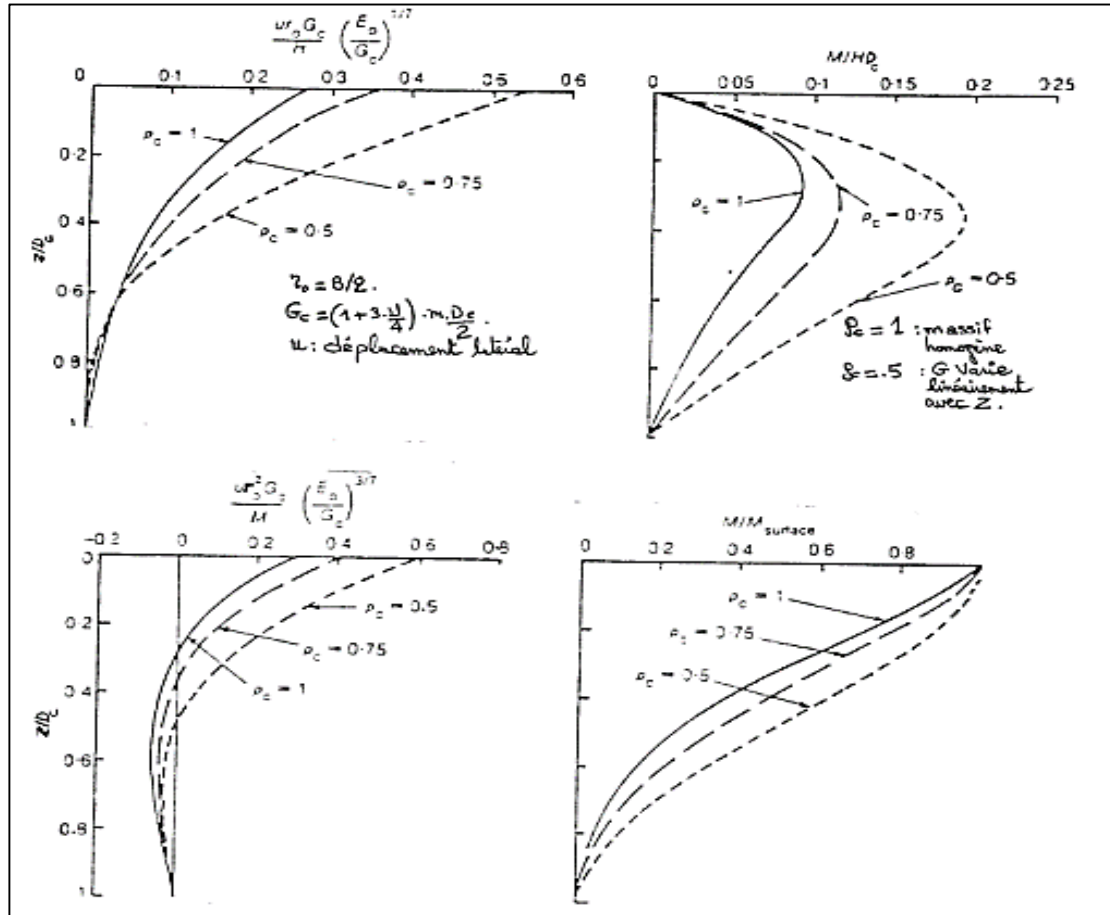 u r₀ G_c / H (E_p / G_c)^1/7
0 0·1 0·2 0·3 0·4 0·5 0·6
0·2
0·4
0·6
0·8
1
z/D_c
ρ_c = 1
ρ_c = 0·75
ρ_c = 0·5
r₀ = B/2.
G_c = (1+3·ν/4) · m·D_c/2.
u : déplacement latéral
M/HD_c
0 0·05 0·1 0·15 0·2 0·25
ρ_c = 1
ρ_c = 0·75
ρ_c = 0·5
ρ_c = 1 : massif
homogène
ρ_c = .5 : G Varie
linéairement
avec Z.
u r₀² G_c / M (E_p / G_c)^3/7
-0·2 0 0·2 0·4 0·6 0·8
0
0·2
0·4
0·6
0·8
1
z/D_c
ρ_c = 0·5
ρ_c = 0·75
ρ_c = 1
M/M_surface
0 0·2 0·4 0·6 0·8
ρ_c = 1
ρ_c = 0·75
ρ_c = 0·5